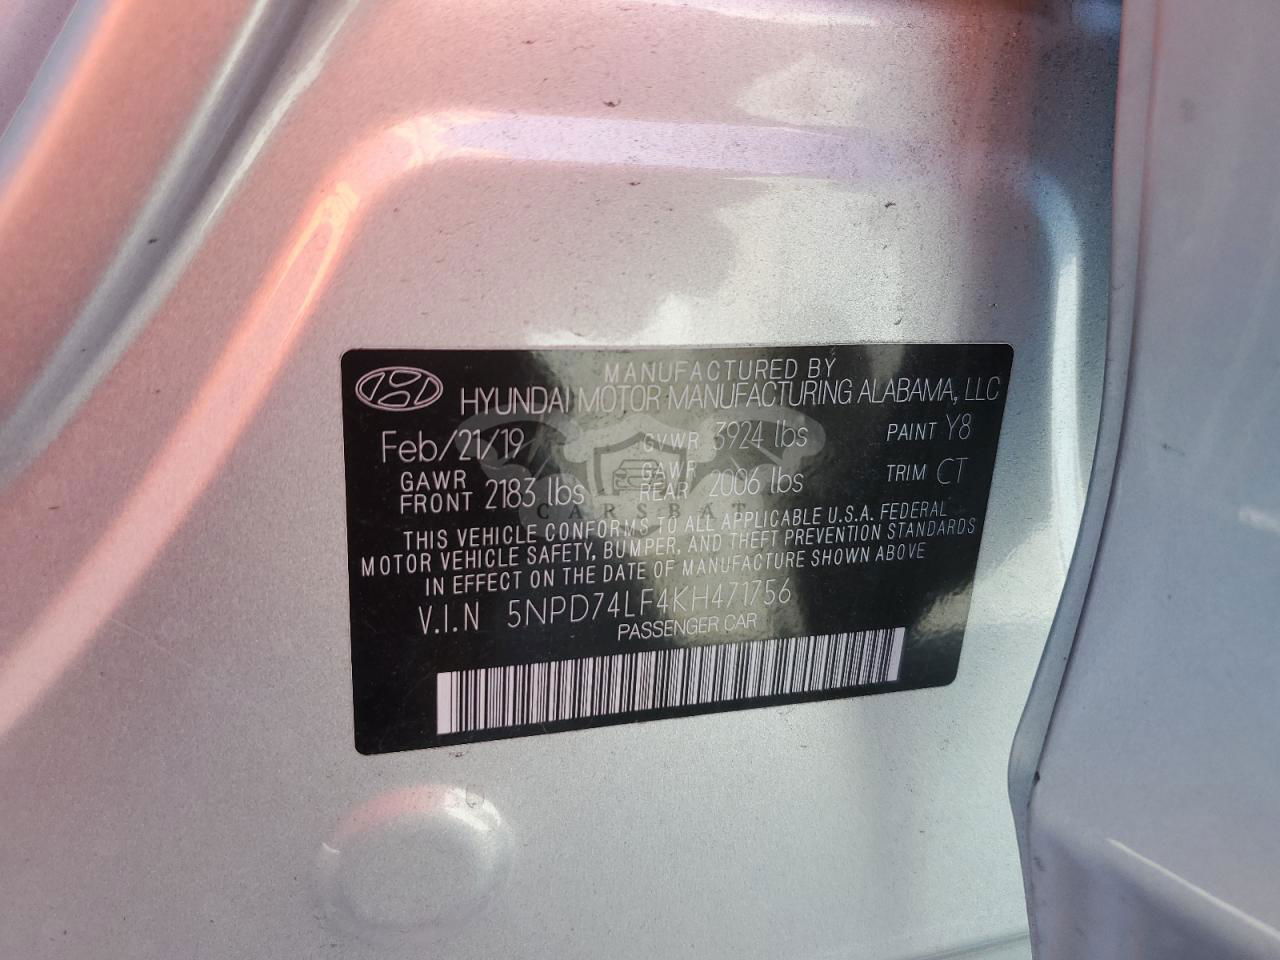 MANUFACTURED BY
HYUNDAI MOTOR MANUFACTURING ALABAMA, LLC
Feb/21/19 GVWR 3924 lbs PAINT Y8
GAWR FRONT 2183 lbs GAWR REAR 2006 lbs TRIM CT
CARSBAT
THIS VEHICLE CONFORMS TO ALL APPLICABLE U.S.A. FEDERAL
MOTOR VEHICLE SAFETY, BUMPER, AND THEFT PREVENTION STANDARDS
IN EFFECT ON THE DATE OF MANUFACTURE SHOWN ABOVE
V.I.N 5NPD74LF4KH471756
PASSENGER CAR